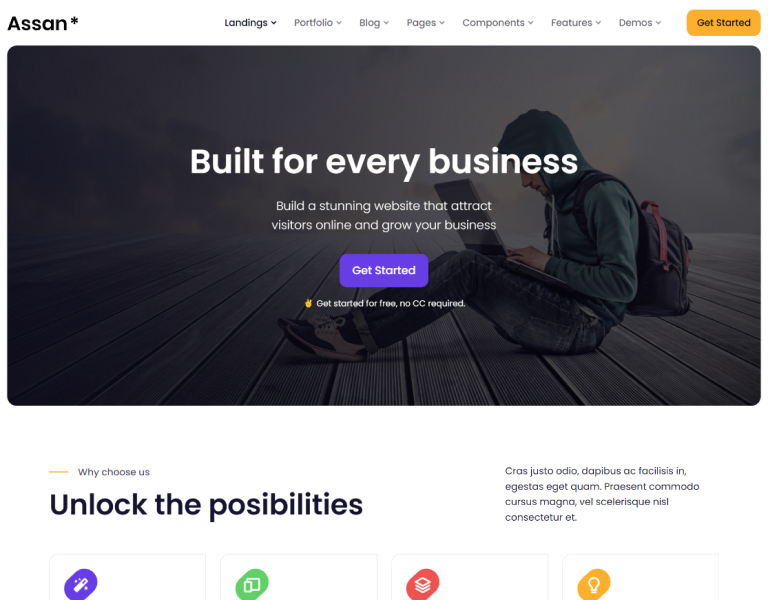 Assan*
Landings Portfolio Blog Pages Components Features Demos Get Started
Built for every business
Build a stunning website that attract
visitors online and grow your business
Get Started
✌ Get started for free, no CC required.
Why choose us
Unlock the posibilities
Cras justo odio, dapibus ac facilisis in,
egestas eget quam. Praesent commodo
cursus magna, vel scelerisque nisl
consectetur et.